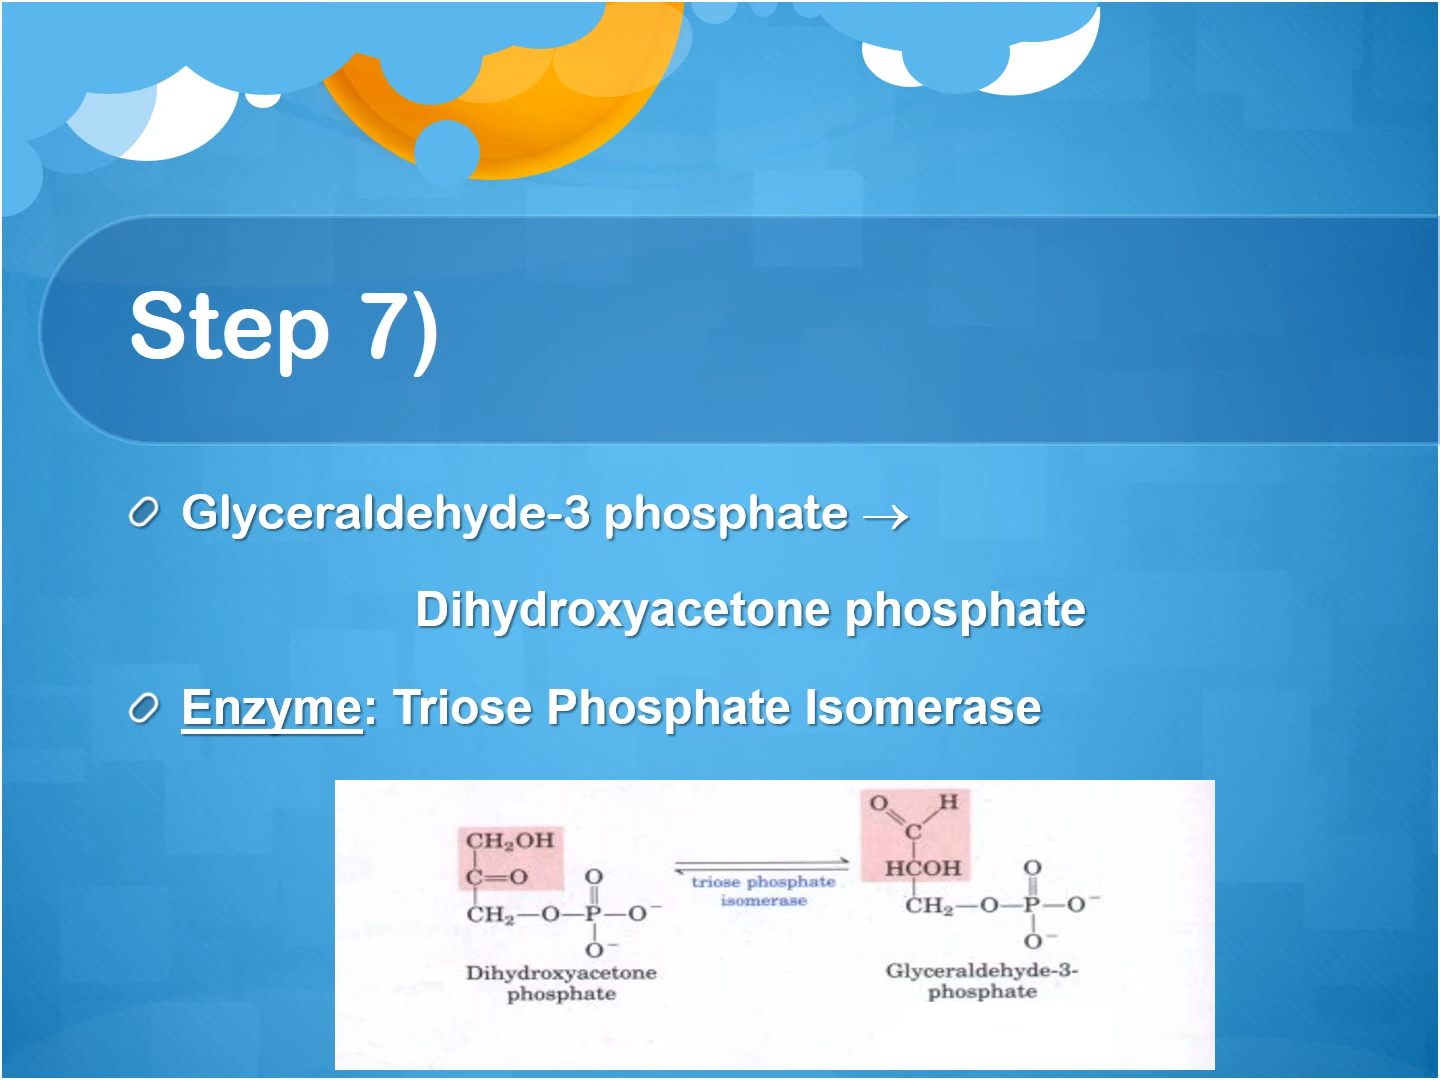 Step 7)
Glyceraldehyde-3 phosphate →
Dihydroxyacetone phosphate
Enzyme: Triose Phosphate Isomerase
CH₂OH
C=O
CH₂—O—P—O⁻
O
O⁻
Dihydroxyacetone
phosphate
triose phosphate
isomerase
O H
C
HCOH
O
CH₂—O—P—O⁻
O⁻
Glyceraldehyde-3-
phosphate